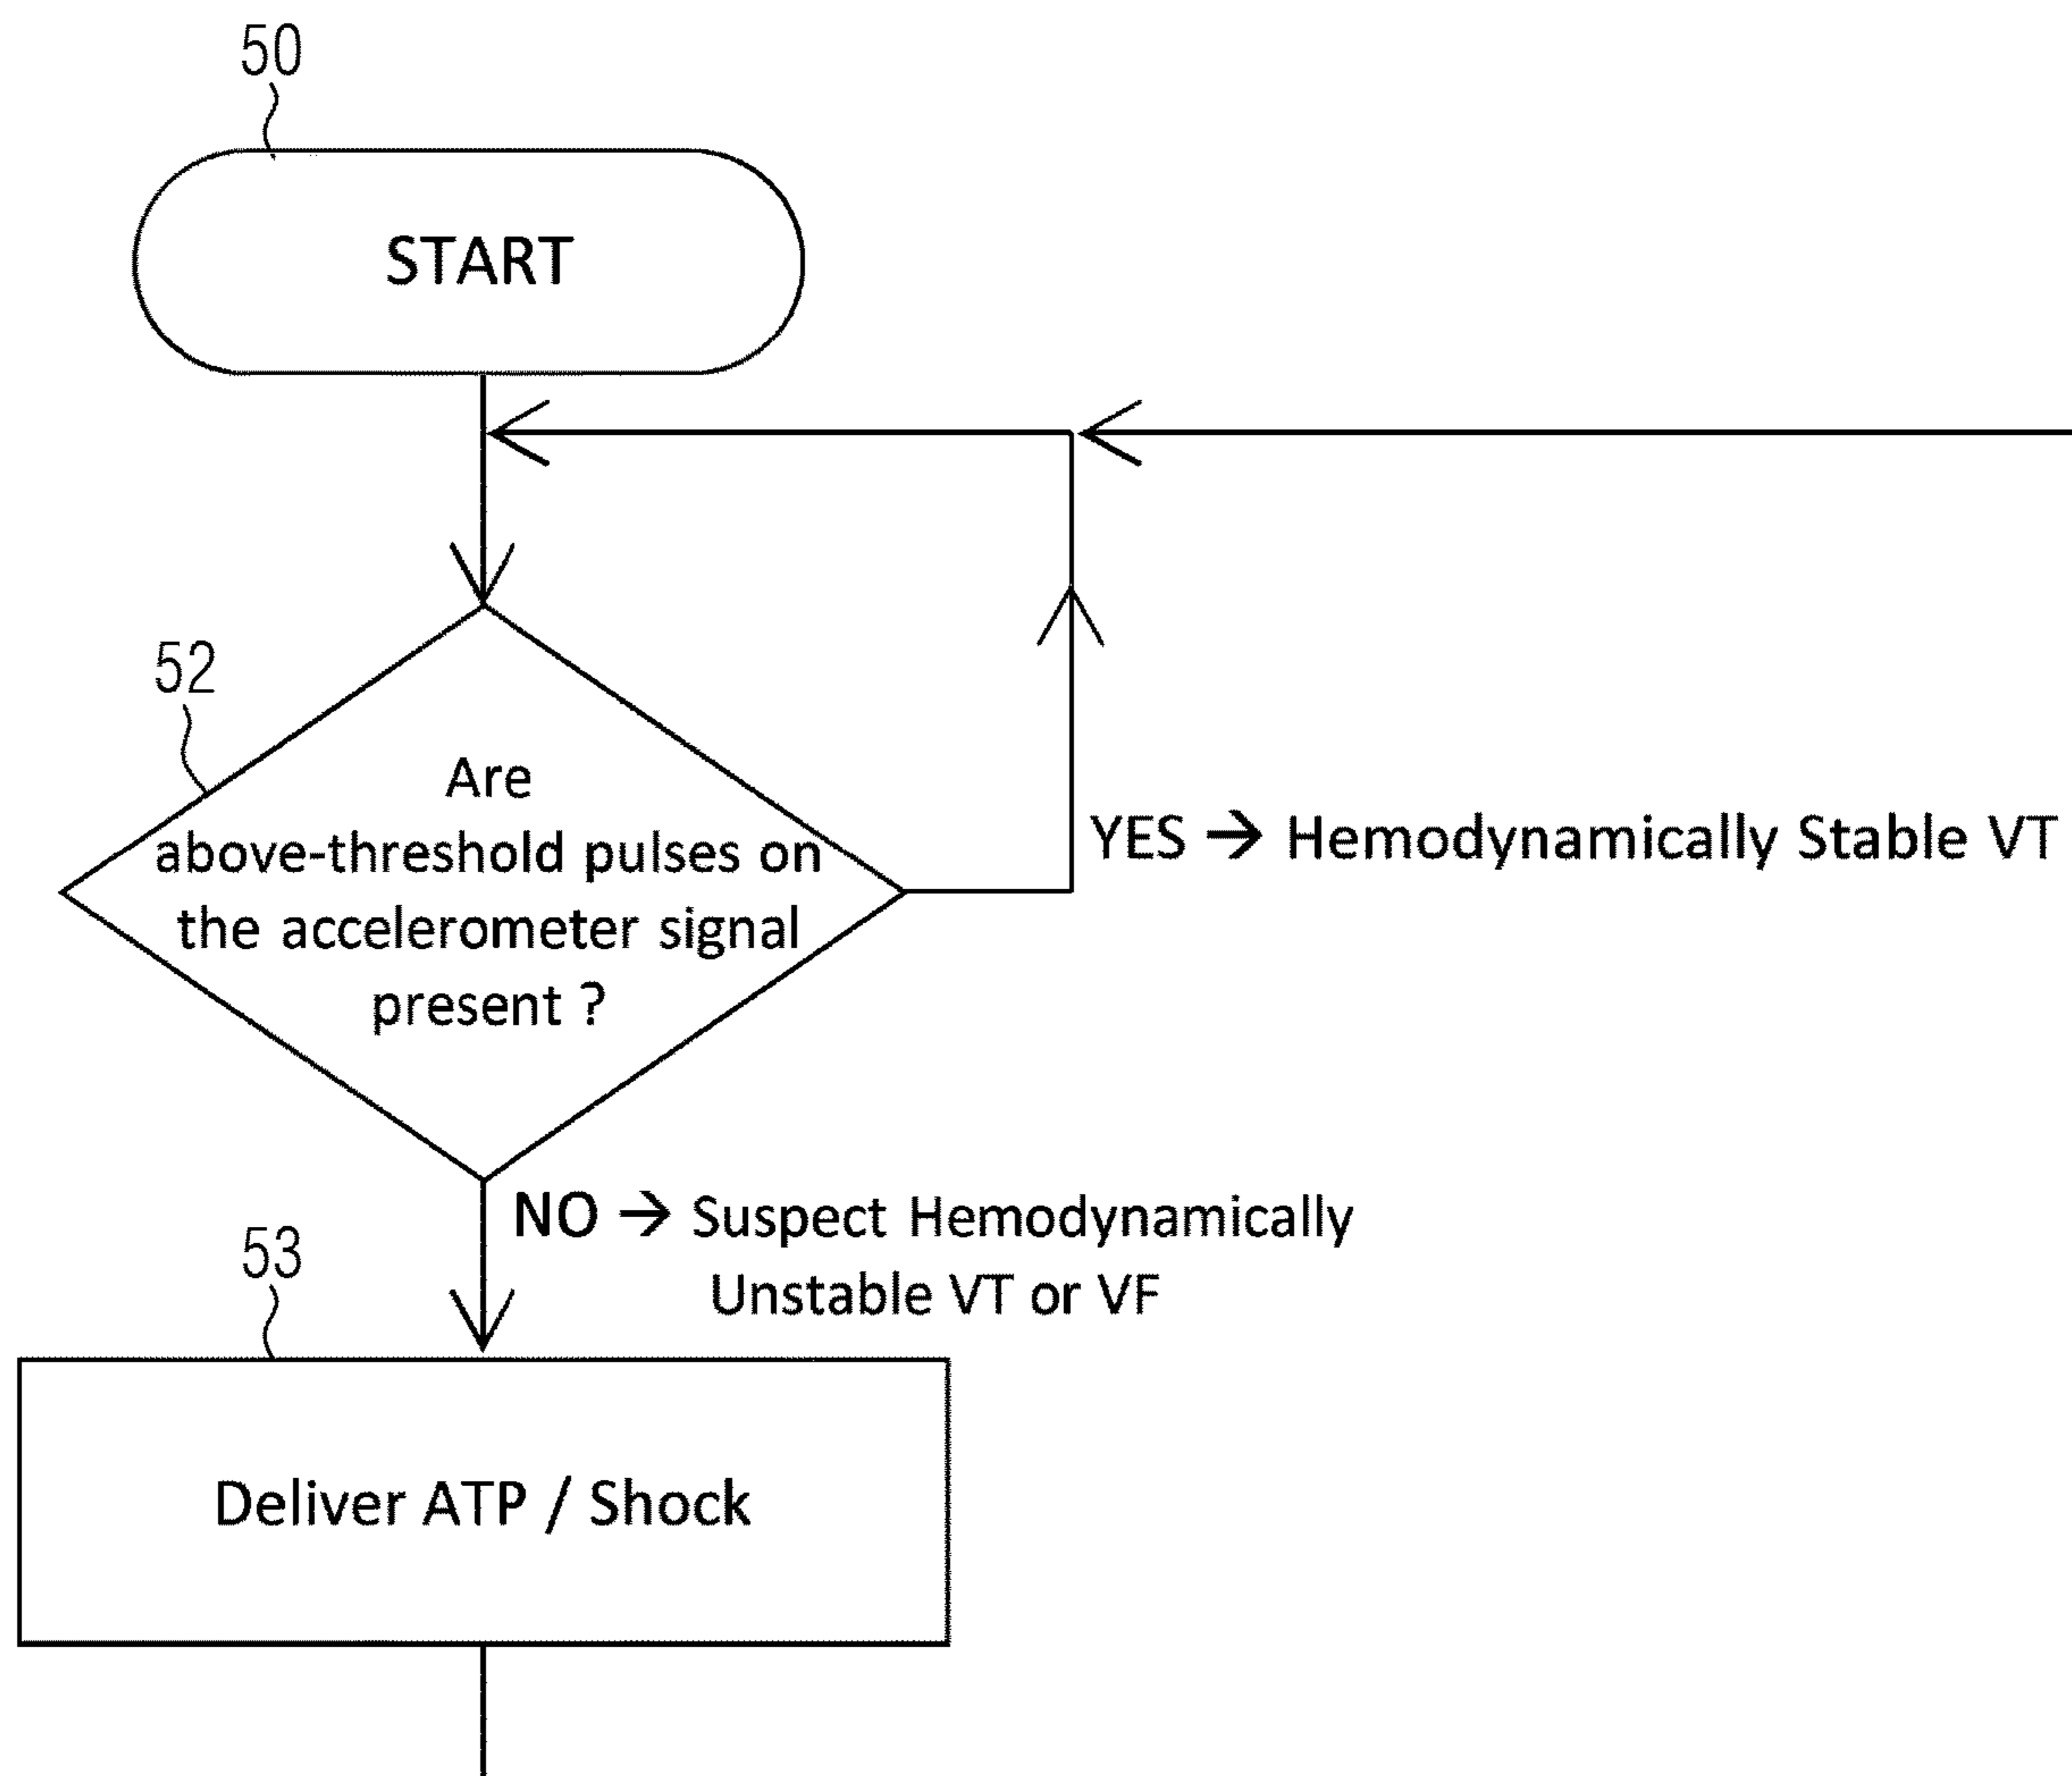 50
START
52
Are
above-threshold pulses on
the accelerometer signal
present ?
YES → Hemodynamically Stable VT
NO → Suspect Hemodynamically
Unstable VT or VF
53
Deliver ATP / Shock